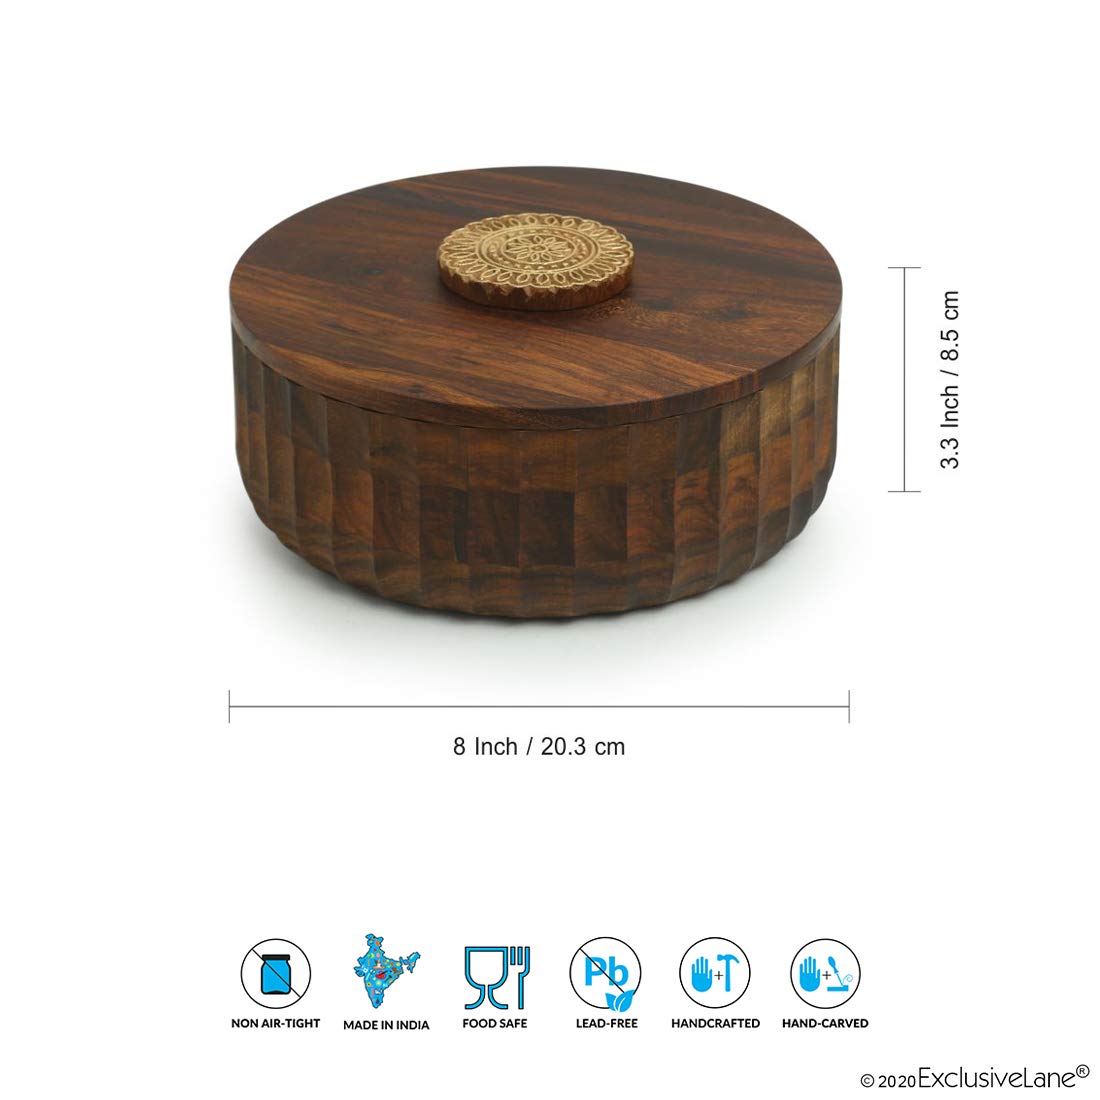 3.3 Inch / 8.5 cm
8 Inch / 20.3 cm
NON AIR-TIGHT
MADE IN INDIA
FOOD SAFE
Pb
LEAD-FREE
HANDCRAFTED
HAND-CARVED
© 2020 ExclusiveLane®